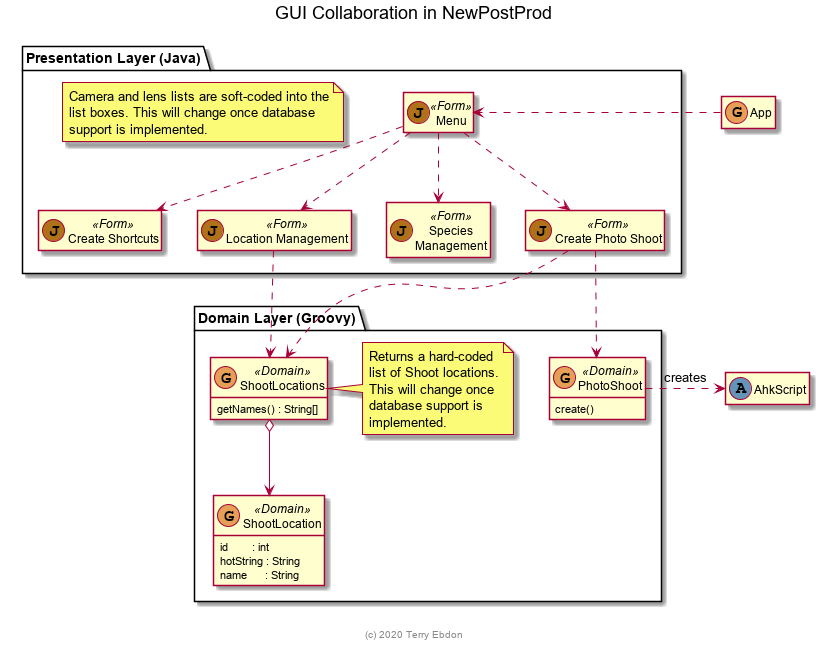 GUI Collaboration in NewPostProd
Presentation Layer (Java)
Camera and lens lists are soft-coded into the
list boxes. This will change once database
support is implemented.
J «Form»
Menu
G App
J «Form»
Create Shortcuts
J «Form»
Location Management
J «Form»
Species
Management
J «Form»
Create Photo Shoot
Domain Layer (Groovy)
G «Domain»
ShootLocations
getNames() : String[]
Returns a hard-coded
list of Shoot locations.
This will change once
database support is
implemented.
G «Domain»
PhotoShoot
create()
creates
A AhkScript
G «Domain»
ShootLocation
id : int
hotString : String
name : String
(c) 2020 Terry Ebdon